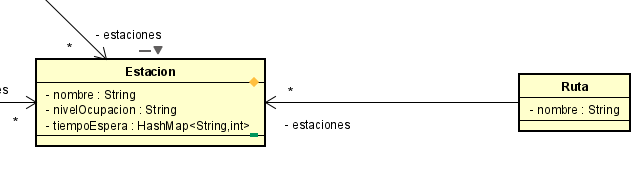 - estaciones
*
Estacion
- nombre : String
- nivelOcupacion : String
- tiempoEspera : HashMap<String,int>
es
*
*
- estaciones
Ruta
- nombre : String